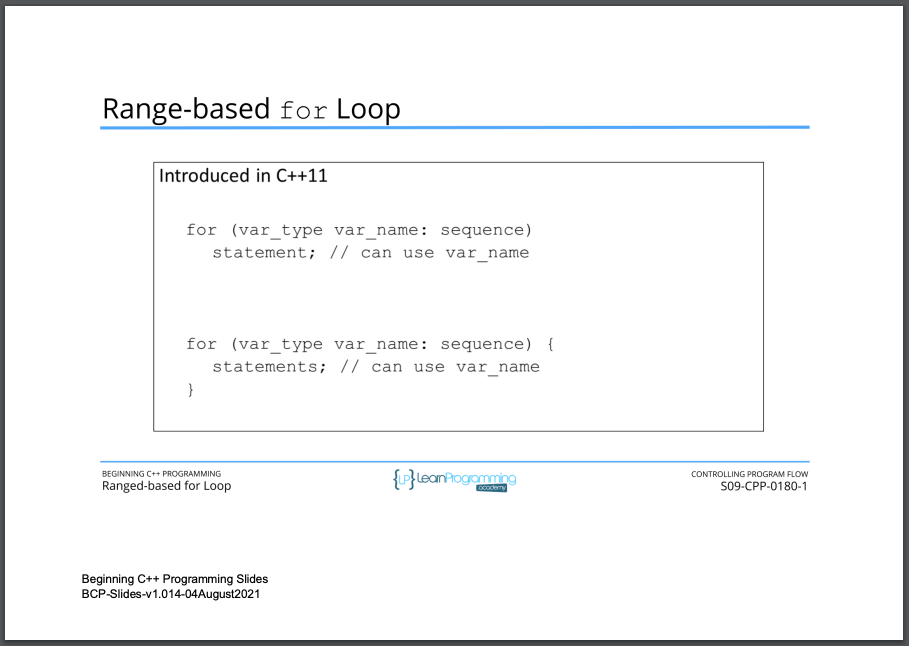 Range-based for Loop
Introduced in C++11
for (var_type var_name: sequence)
statement; // can use var_name
for (var_type var_name: sequence) {
statements; // can use var_name
}
BEGINNING C++ PROGRAMMING
Ranged-based for Loop
{LP}LearnProgramming
academy
CONTROLLING PROGRAM FLOW
S09-CPP-0180-1
Beginning C++ Programming Slides
BCP-Slides-v1.014-04August2021